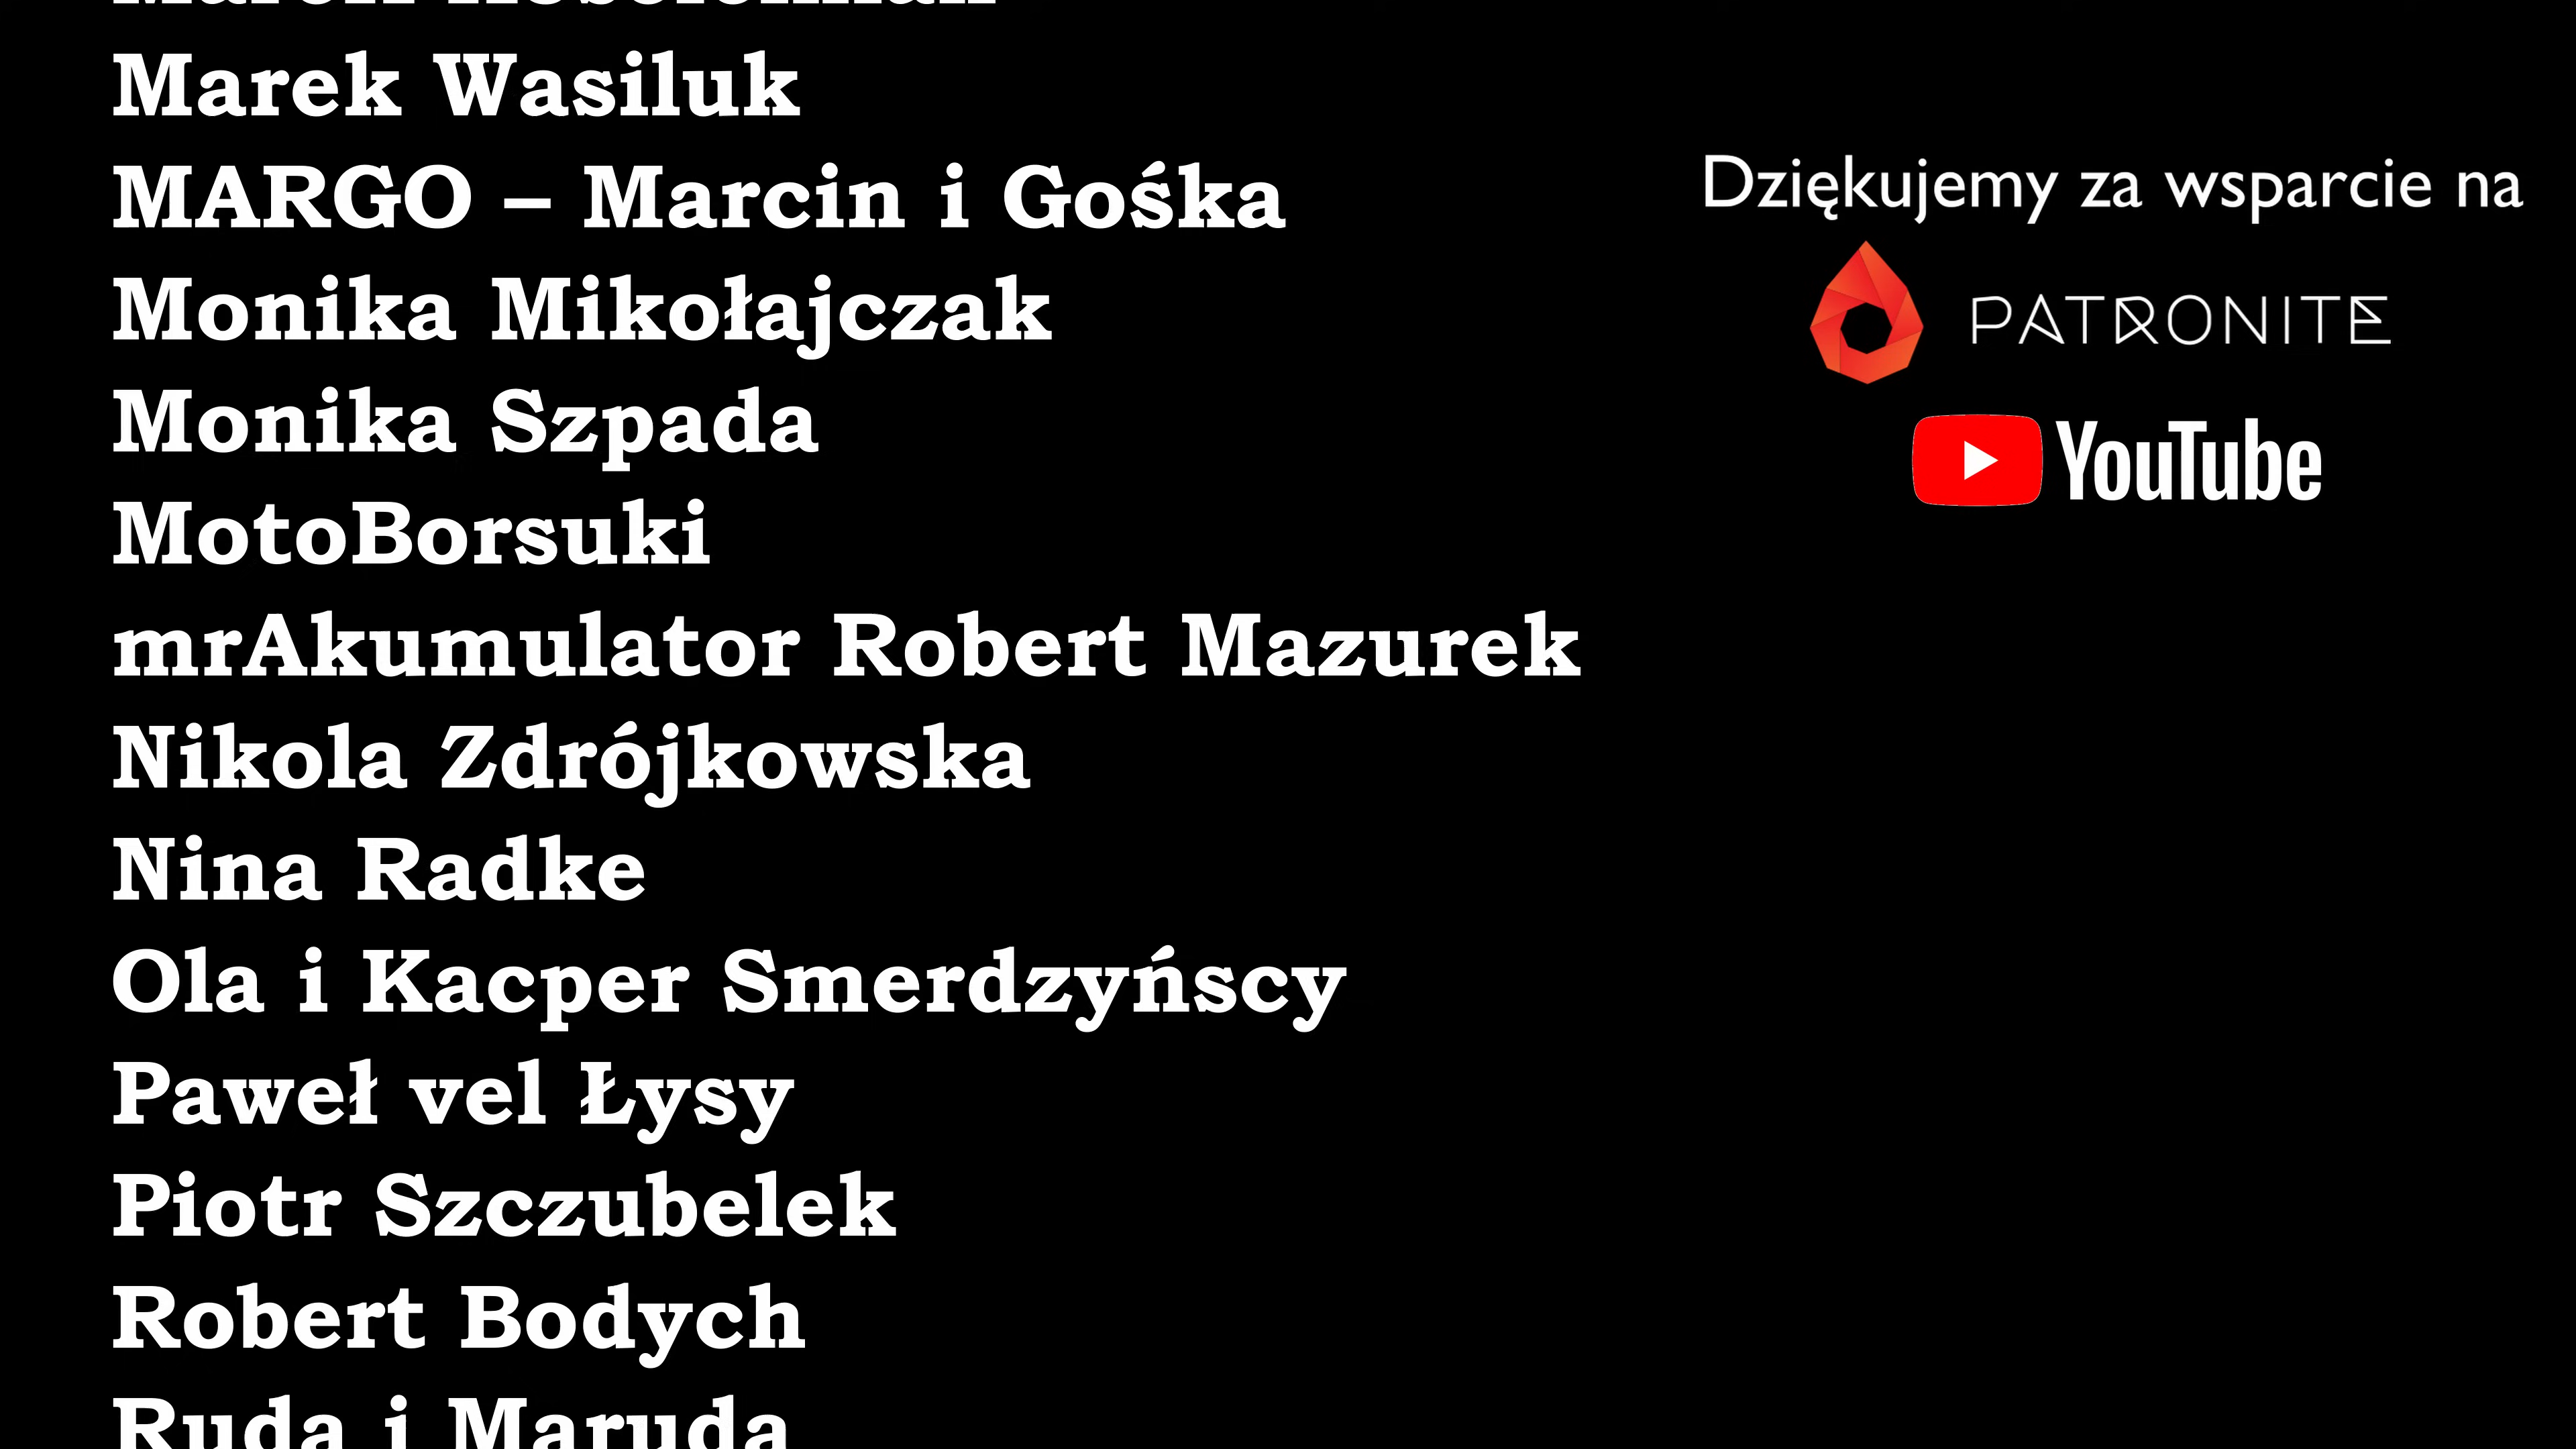 Marek Wasiluk
MARGO – Marcin i Gośka
Monika Mikołajczak
Monika Szpada
MotoBorsuki
mrAkumulator Robert Mazurek
Nikola Zdrójkowska
Nina Radke
Ola i Kacper Smerdzyńscy
Paweł vel Łysy
Piotr Szczubelek
Robert Bodych
Ruda i Maruda
Dziękujemy za wsparcie na
PATRONITE
YouTube